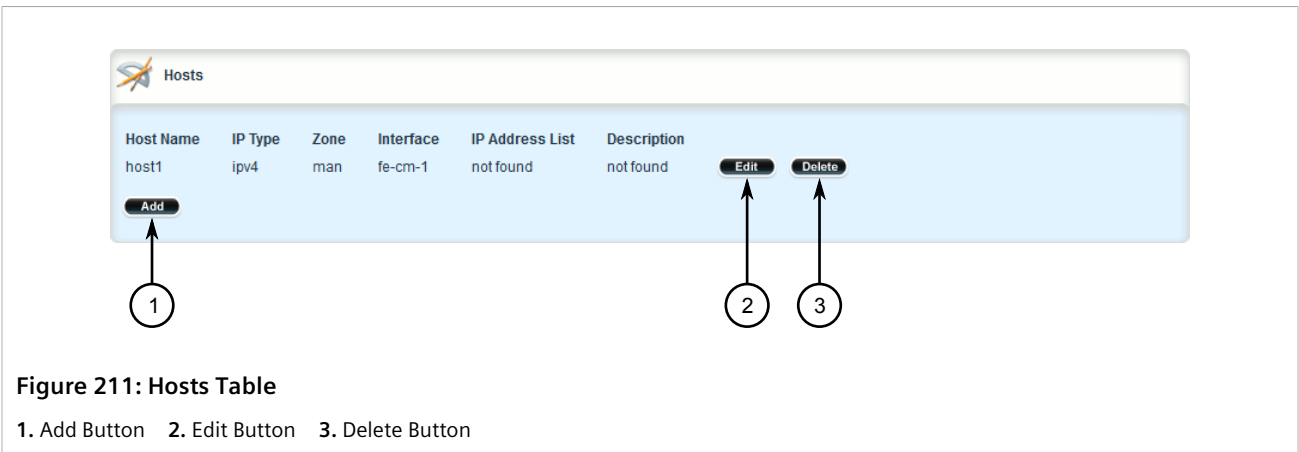 Hosts
Host Name IP Type Zone Interface IP Address List Description
host1 ipv4 man fe-cm-1 not found not found Edit Delete
Add
1 2 3
Figure 211: Hosts Table
1. Add Button 2. Edit Button 3. Delete Button